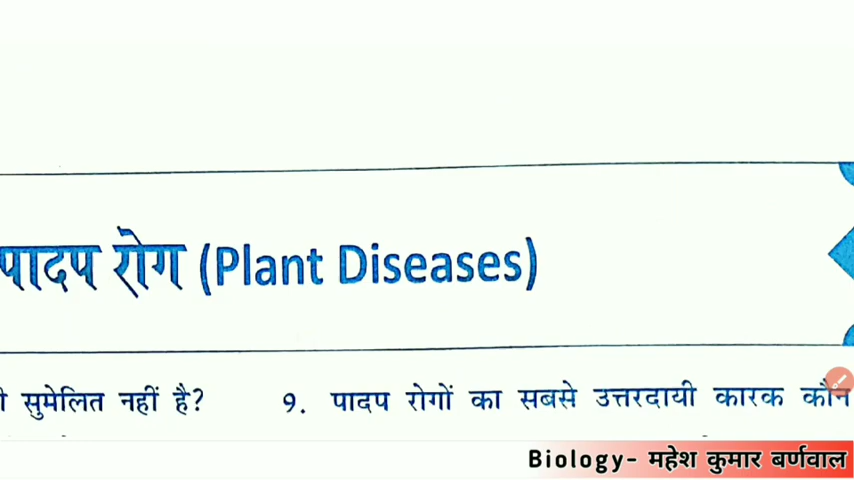 पादप रोग (Plant Diseases)
सुमेलित नहीं है?
9. पादप रोगों का सबसे उत्तरदायी कारक कौन
Biology- महेश कुमार बर्णवाल